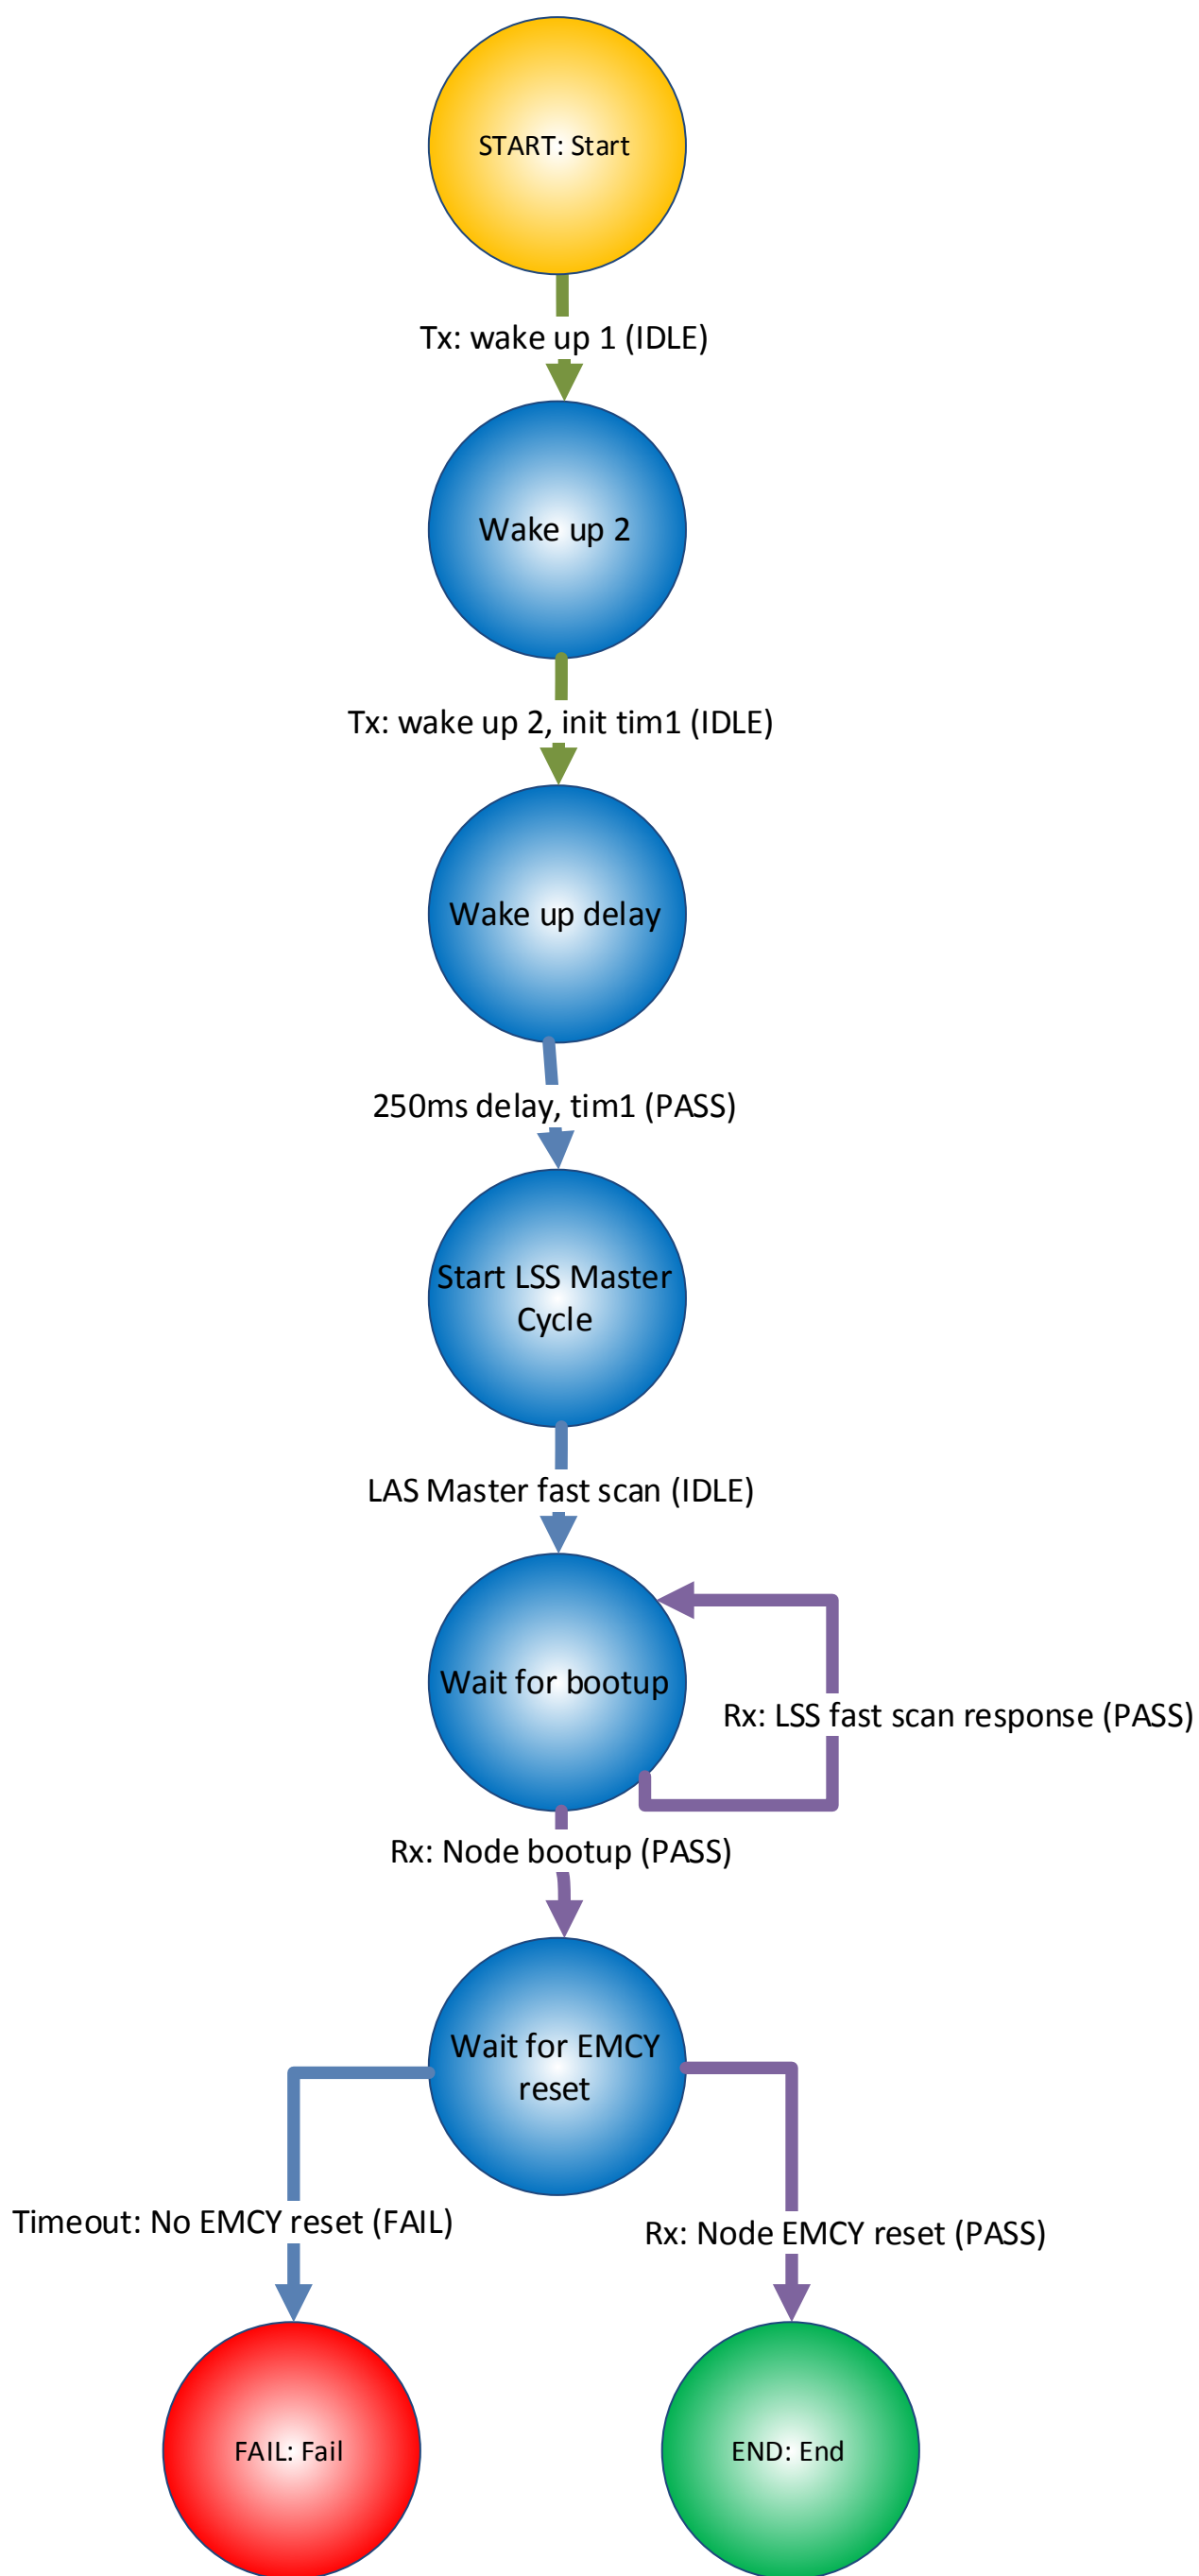 START: Start
Tx: wake up 1 (IDLE)
Wake up 2
Tx: wake up 2, init tim1 (IDLE)
Wake up delay
250ms delay, tim1 (PASS)
Start LSS Master
Cycle
LAS Master fast scan (IDLE)
Wait for bootup
Rx: LSS fast scan response (PASS)
Rx: Node bootup (PASS)
Wait for EMCY
reset
Timeout: No EMCY reset (FAIL)
Rx: Node EMCY reset (PASS)
FAIL: Fail
END: End